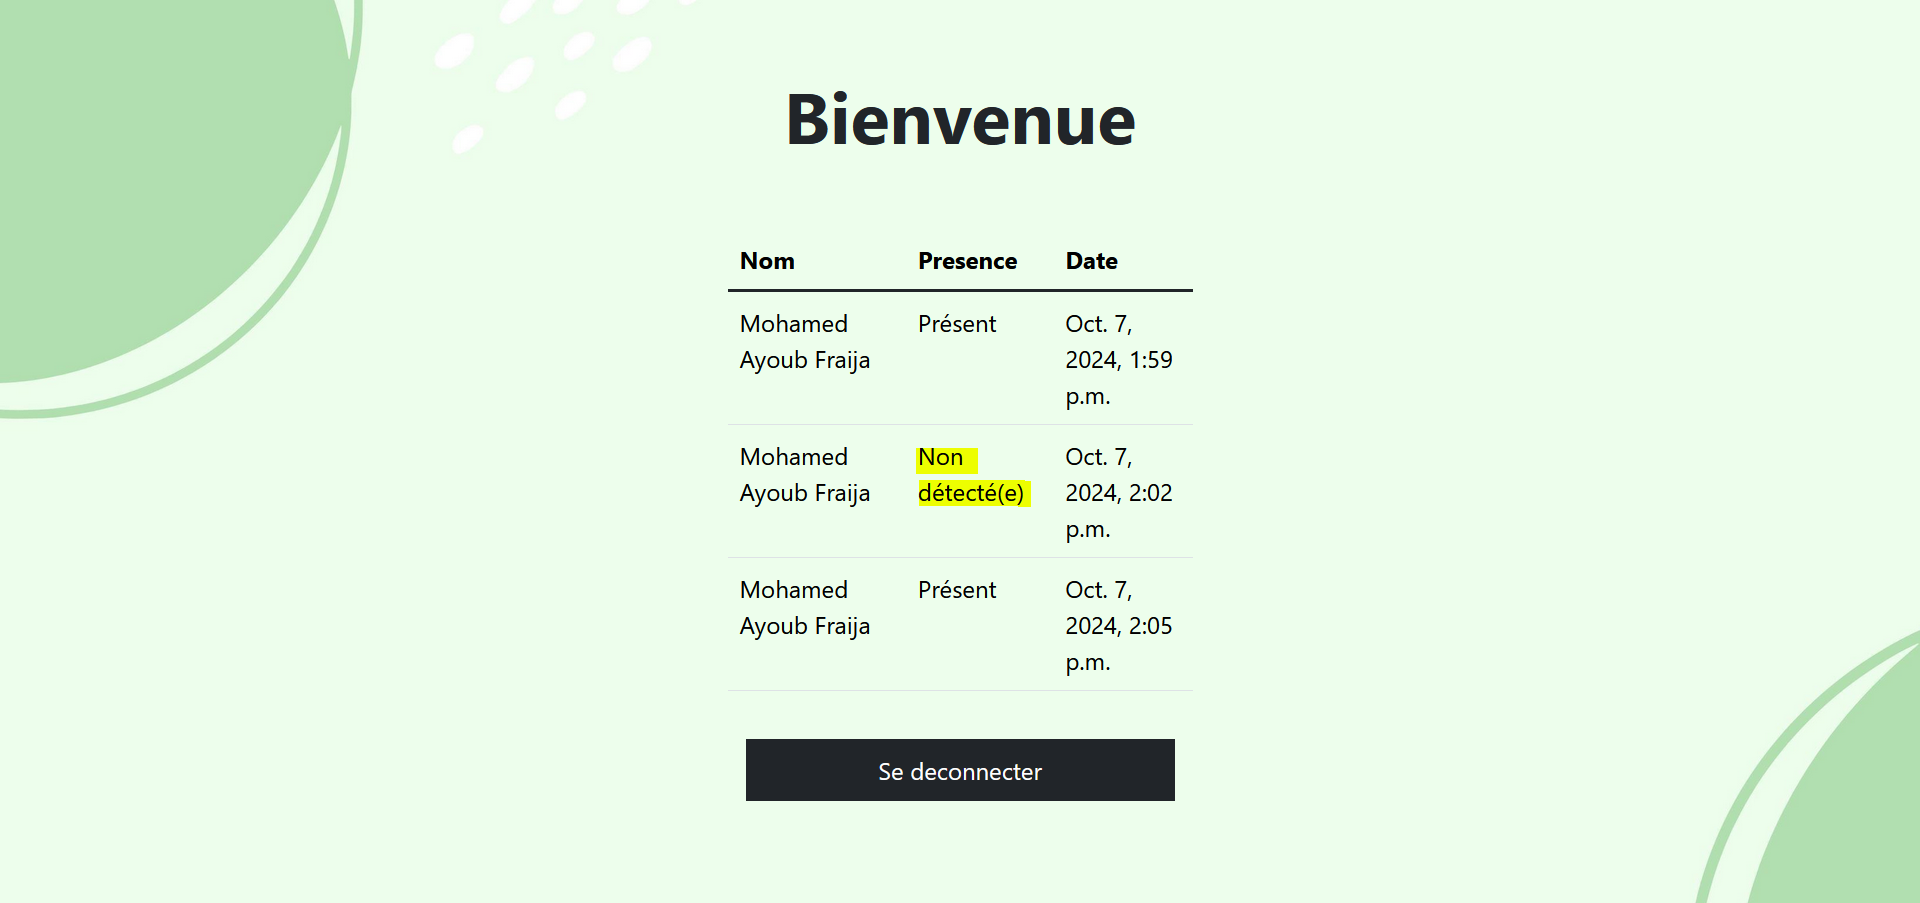 Bienvenue
Nom Presence Date
Mohamed Présent Oct. 7,
Ayoub Fraija 2024, 1:59
p.m.
Mohamed Non Oct. 7,
Ayoub Fraija détecté(e) 2024, 2:02
p.m.
Mohamed Présent Oct. 7,
Ayoub Fraija 2024, 2:05
p.m.
Se deconnecter